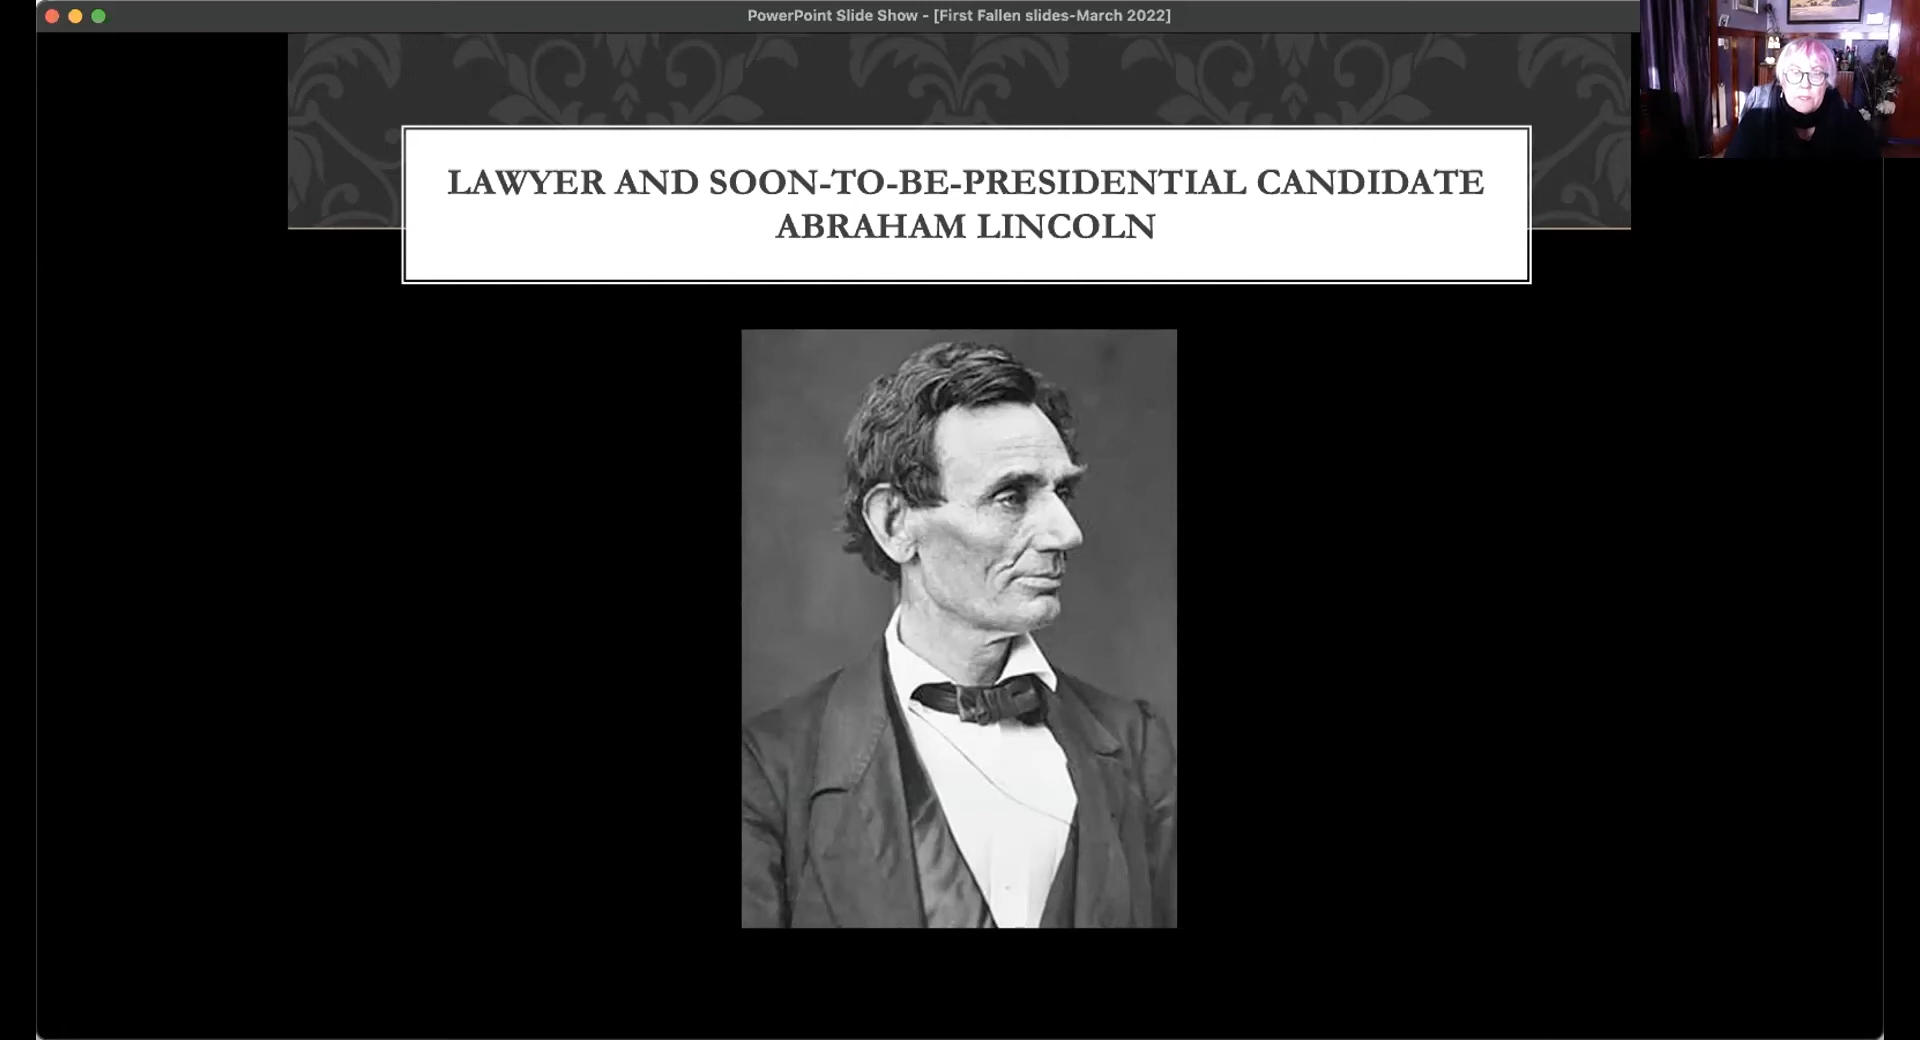 PowerPoint Slide Show - [First Fallen slides-March 2022]
LAWYER AND SOON-TO-BE-PRESIDENTIAL CANDIDATE
ABRAHAM LINCOLN